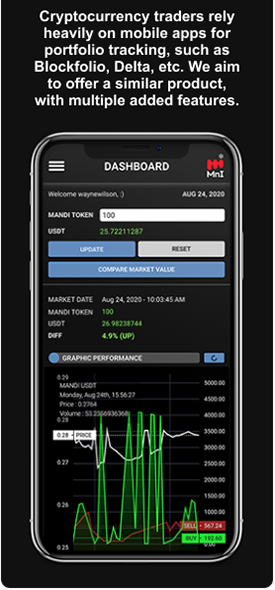 Cryptocurrency traders rely
heavily on mobile apps for
portfolio tracking, such as
Blockfolio, Delta, etc. We aim
to offer a similar product,
with multiple added features.
DASHBOARD
MnI
Welcome waynewilson, :) AUG 24, 2020
MANDI TOKEN 100
USDT 25.72211287
UPDATE RESET
COMPARE MARKET VALUE
MARKET DATE Aug 24, 2020 - 10:03:45 AM
MANDI TOKEN 100
USDT 26.98238744
DIFF 4.9% (UP)
GRAPHIC PERFORMANCE
0.29 5000.00
MANDI USDT
Monday, Aug 24th, 15:56:27 4500.00
Price : 0.2764 4000.00
Volume : 53.2366936368
3500.00
0.28 PRICE
3000.00
0.27 2500.00
2000.00
0.26 1500.00
1000.00
SELL 567.24
BUY 192.60
0.25 0.00